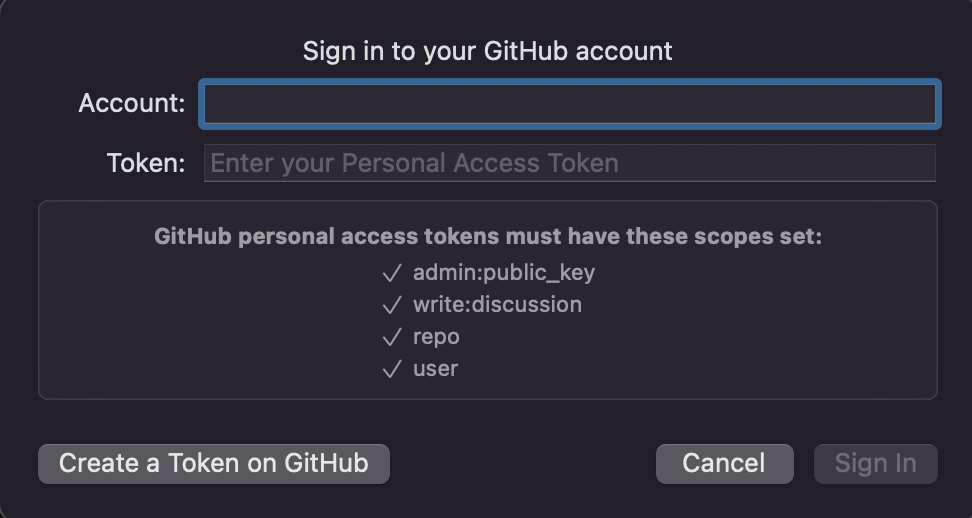 Sign in to your GitHub account
Account:
Token: Enter your Personal Access Token
GitHub personal access tokens must have these scopes set:
✓ admin:public_key
✓ write:discussion
✓ repo
✓ user
Create a Token on GitHub Cancel Sign In